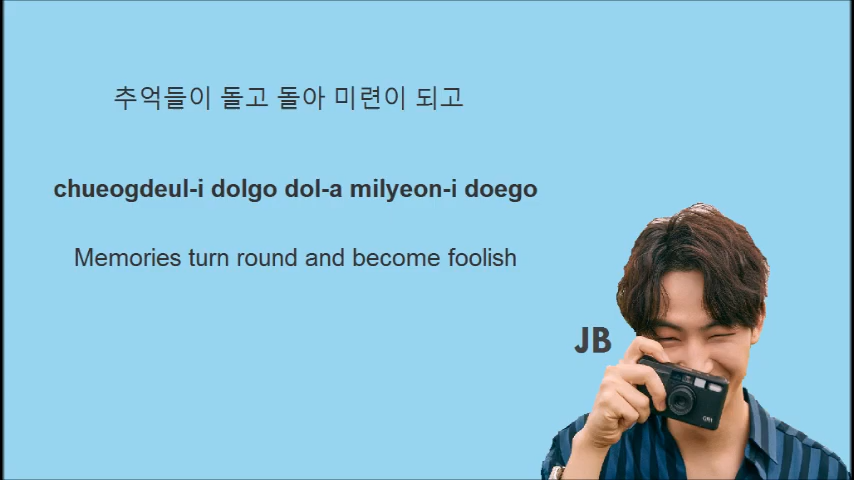 추억들이 돌고 돌아 미련이 되고
chueogdeul-i dolgo dol-a milyeon-i doego
Memories turn round and become foolish
JB